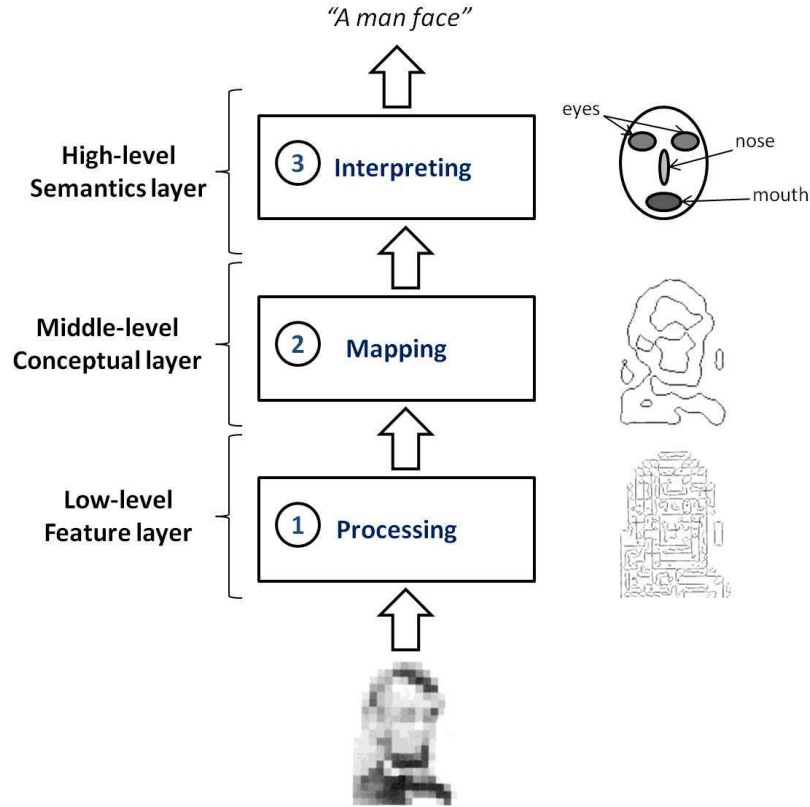 “A man face”
High-level
Semantics layer
3 Interpreting
eyes
nose
mouth
Middle-level
Conceptual layer
2 Mapping
Low-level
Feature layer
1 Processing